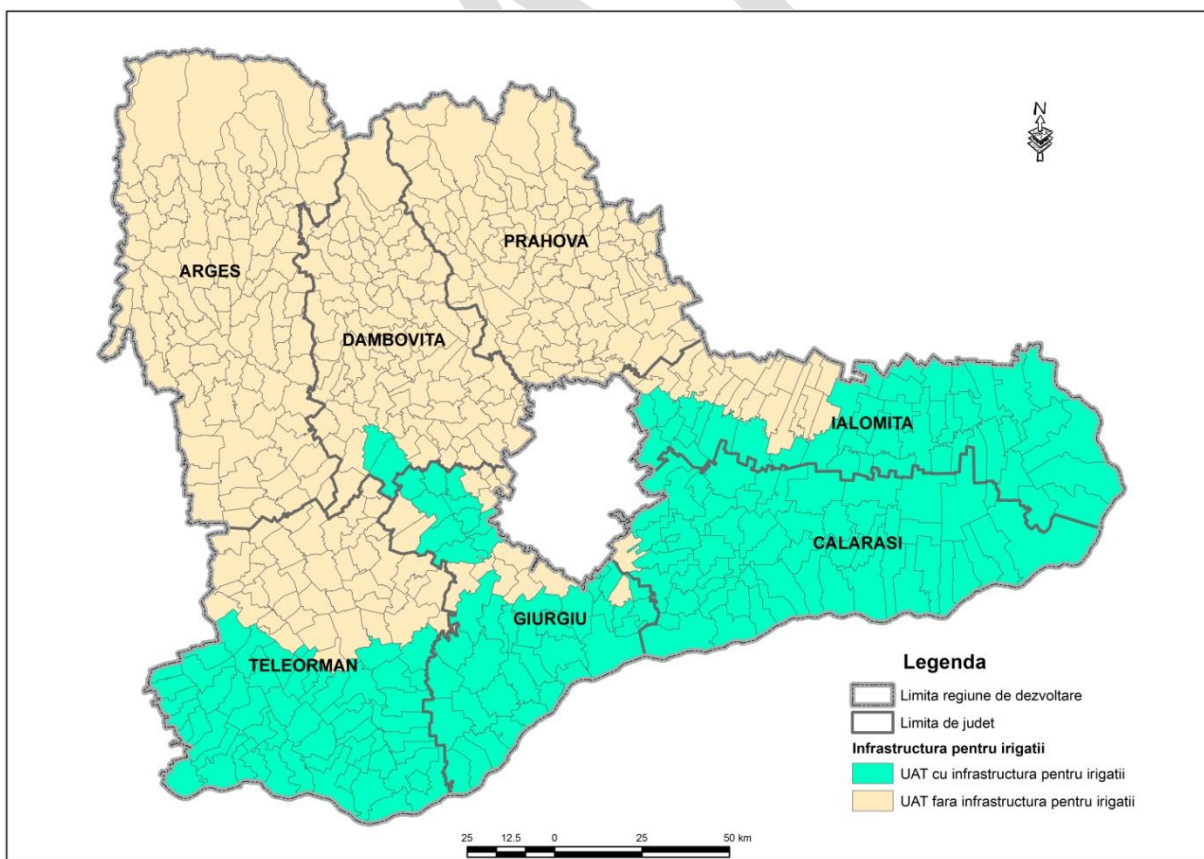 N
ARGES
PRAHOVA
DAMBOVITA
IALOMITA
CALARASI
GIURGIU
TELEORMAN
Legenda
Limita regiune de dezvoltare
Limita de judet
Infrastructura pentru irigatii
UAT cu infrastructura pentru irigatii
UAT fara infrastructura pentru irigatii
25 12.5 0 25 50 km